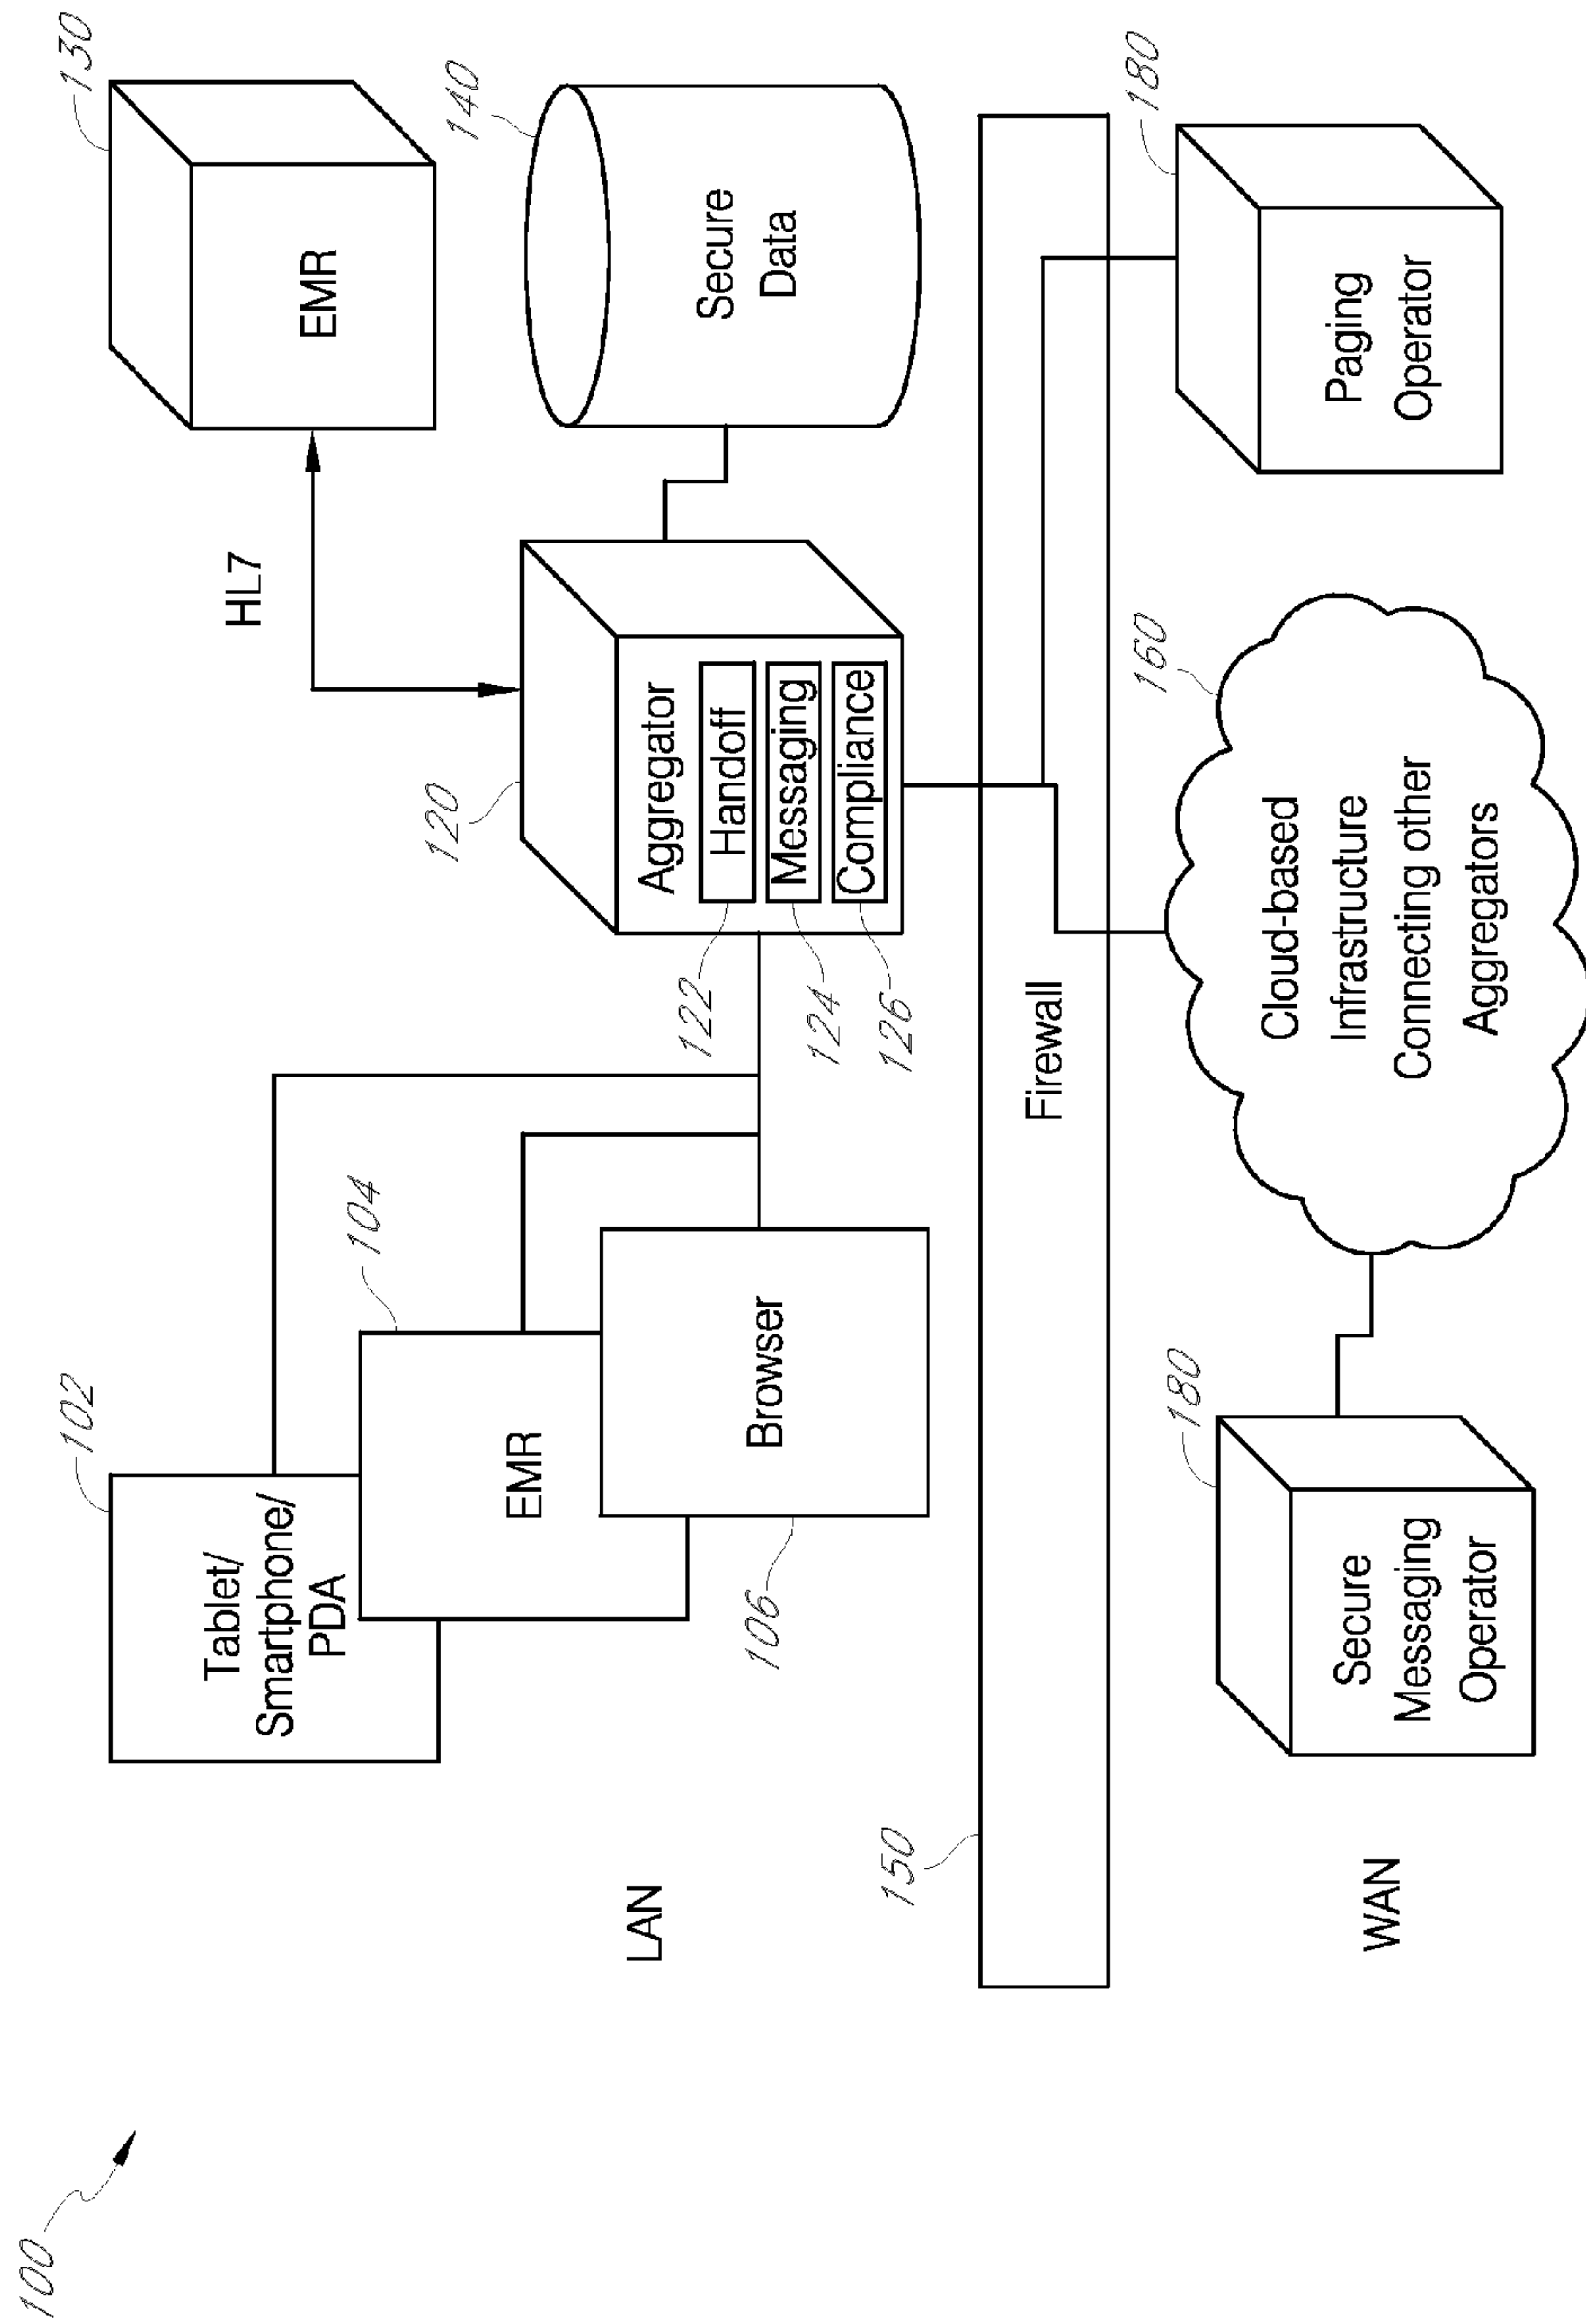 100
102
Tablet/
Smartphone/
PDA
104
EMR
Browser
106
LAN
HL7
130
EMR
120
Aggregator
Handoff
Messaging
Compliance
122
124
126
140
Secure
Data
150
Firewall
WAN
180
Secure
Messaging
Operator
160
Cloud-based
Infrastructure
Connecting other
Aggregators
180
Paging
Operator